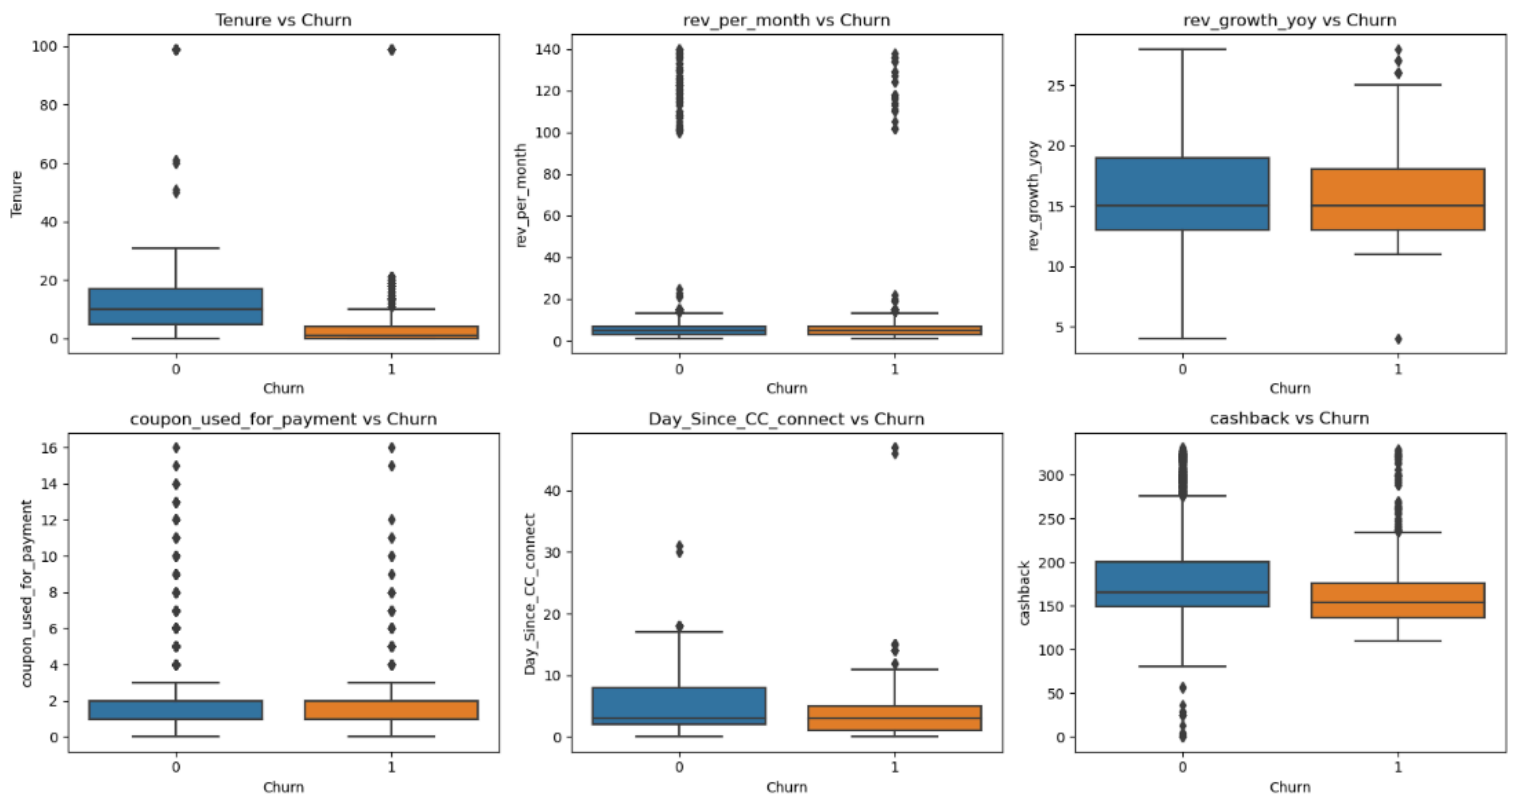 Tenure vs Churn
100
80
60
40
20
0
Tenure
0 1
Churn
rev_per_month vs Churn
140
120
100
80
60
40
20
0
rev_per_month
0 1
Churn
rev_growth_yoy vs Churn
25
20
15
10
5
rev_growth_yoy
0 1
Churn
coupon_used_for_payment vs Churn
16
14
12
10
8
6
4
2
0
coupon_used_for_payment
0 1
Churn
Day_Since_CC_connect vs Churn
40
30
20
10
0
Day_Since_CC_connect
0 1
Churn
cashback vs Churn
300
250
200
150
100
50
0
cashback
0 1
Churn